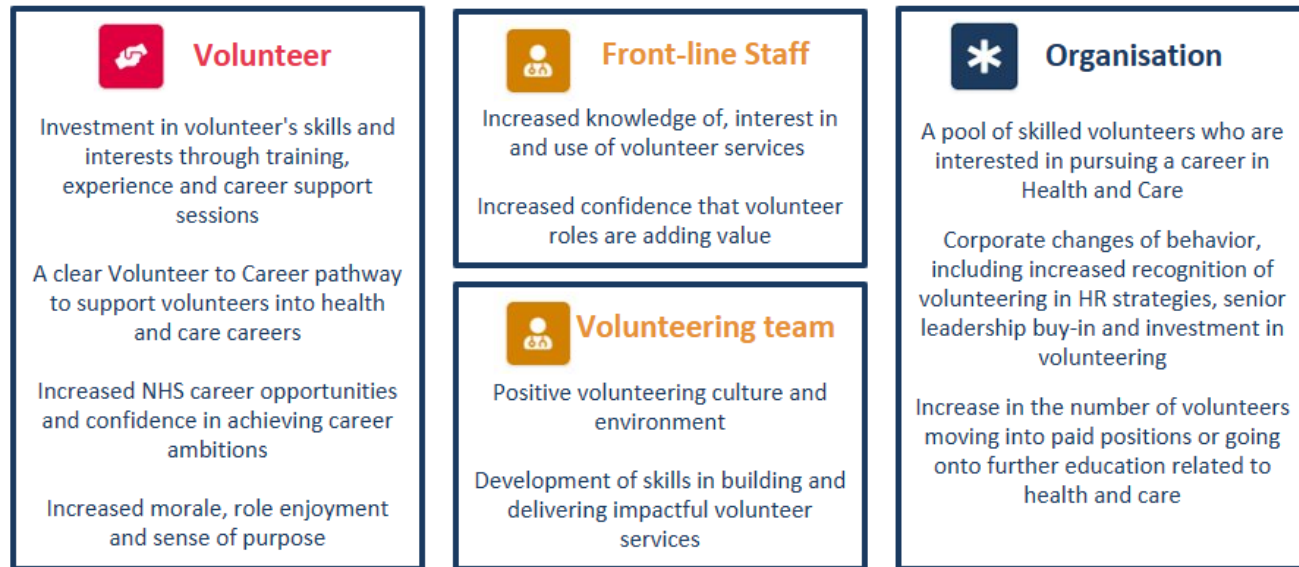 Volunteer
Investment in volunteer's skills and
interests through training,
experience and career support
sessions
A clear Volunteer to Career pathway
to support volunteers into health
and care careers
Increased NHS career opportunities
and confidence in achieving career
ambitions
Increased morale, role enjoyment
and sense of purpose
Front-line Staff
Increased knowledge of, interest in
and use of volunteer services
Increased confidence that volunteer
roles are adding value
Volunteering team
Positive volunteering culture and
environment
Development of skills in building and
delivering impactful volunteer
services
Organisation
A pool of skilled volunteers who are
interested in pursuing a career in
Health and Care
Corporate changes of behavior,
including increased recognition of
volunteering in HR strategies, senior
leadership buy-in and investment in
volunteering
Increase in the number of volunteers
moving into paid positions or going
onto further education related to
health and care